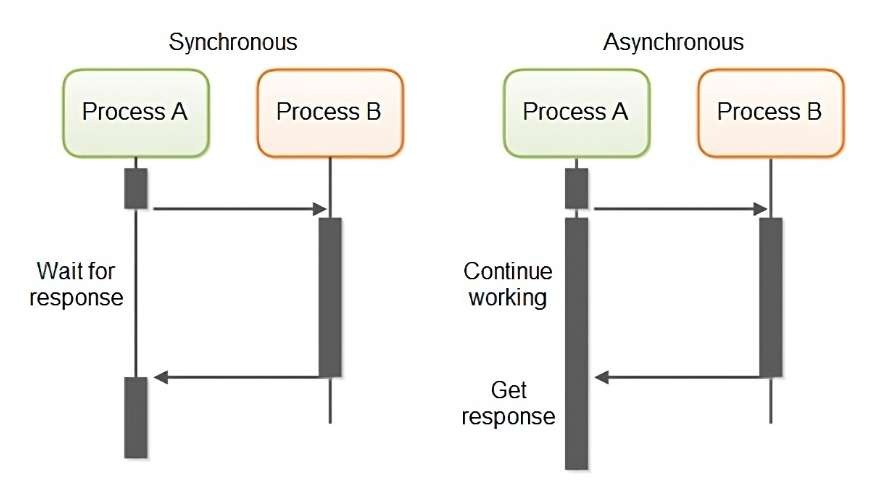 Synchronous
Process A
Process B
Wait for
response
Asynchronous
Process A
Process B
Continue
working
Get
response